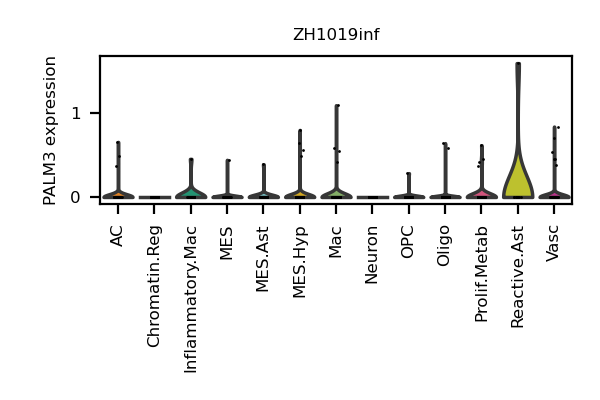 ZH1019inf
PALM3 expression
1
0
AC
Chromatin.Reg
Inflammatory.Mac
MES
MES.Ast
MES.Hyp
Mac
Neuron
OPC
Oligo
Prolif.Metab
Reactive.Ast
Vasc